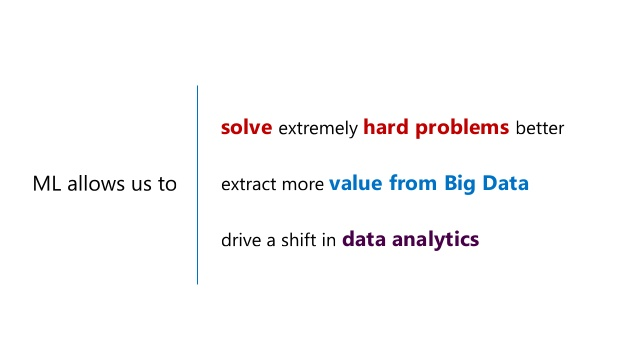 ML allows us to
solve extremely hard problems better
extract more value from Big Data
drive a shift in data analytics